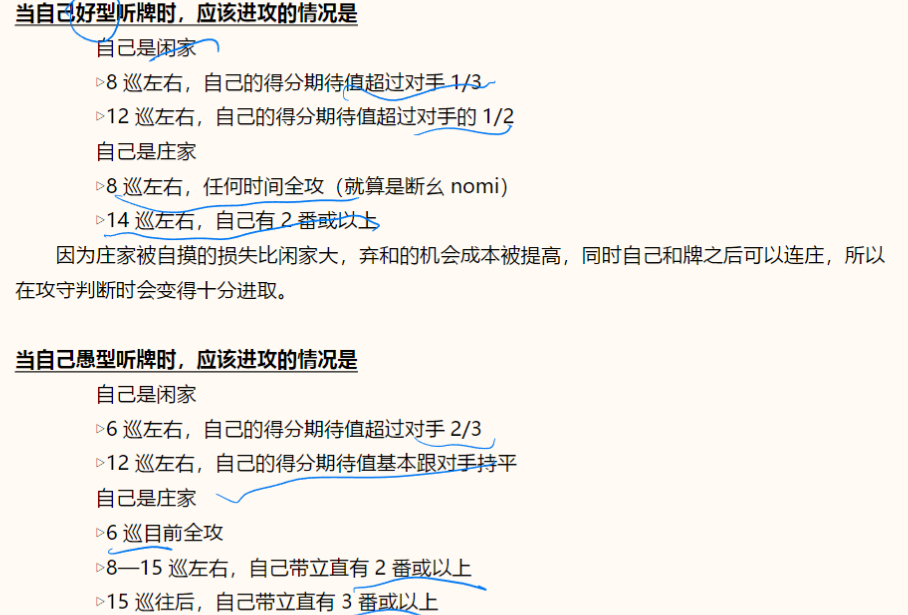 当自己好型听牌时，应该进攻的情况是
自己是闲家
▷8 巡左右，自己的得分期待值超过对手 1/3
▷12 巡左右，自己的得分期待值超过对手的 1/2
自己是庄家
▷8 巡左右，任何时间全攻（就算是断幺 nomi）
▷14 巡左右，自己有 2 番或以上
因为庄家被自摸的损失比闲家大，弃和的机会成本被提高，同时自己和牌之后可以连庄，所以
在攻守判断时会变得十分进取。
当自己愚型听牌时，应该进攻的情况是
自己是闲家
▷6 巡左右，自己的得分期待值超过对手 2/3
▷12 巡左右，自己的得分期待值基本跟对手持平
自己是庄家
▷6 巡目前全攻
▷8—15 巡左右，自己带立直有 2 番或以上
▷15 巡往后，自己带立直有 3 番或以上